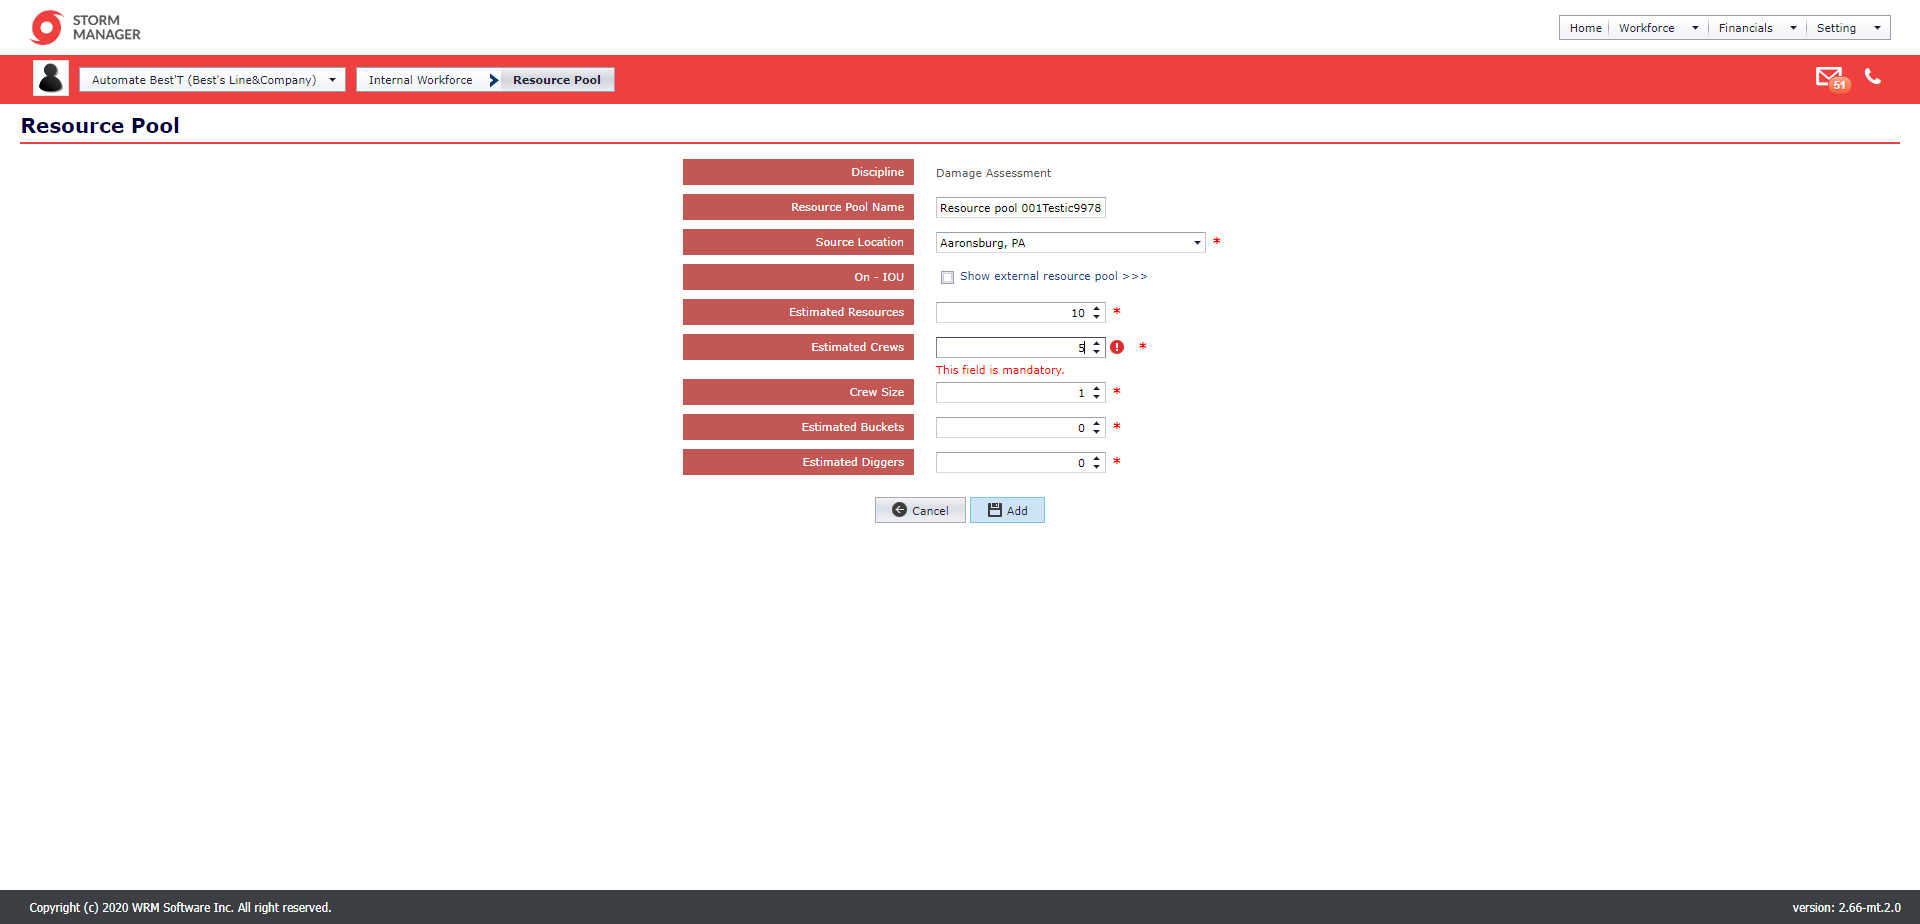 STORM
MANAGER
Home Workforce Financials Setting
Automate Best'T (Best's Line&Company) Internal Workforce Resource Pool 51
Resource Pool
Discipline Damage Assessment
Resource Pool Name Resource pool 001Testic9978
Source Location Aaronsburg, PA *
On - IOU Show external resource pool >>>
Estimated Resources 10 *
Estimated Crews 5 ! *
This field is mandatory.
Crew Size 1 *
Estimated Buckets 0 *
Estimated Diggers 0 *
Cancel Add
Copyright (c) 2020 WRM Software Inc. All right reserved. version: 2.66-mt.2.0